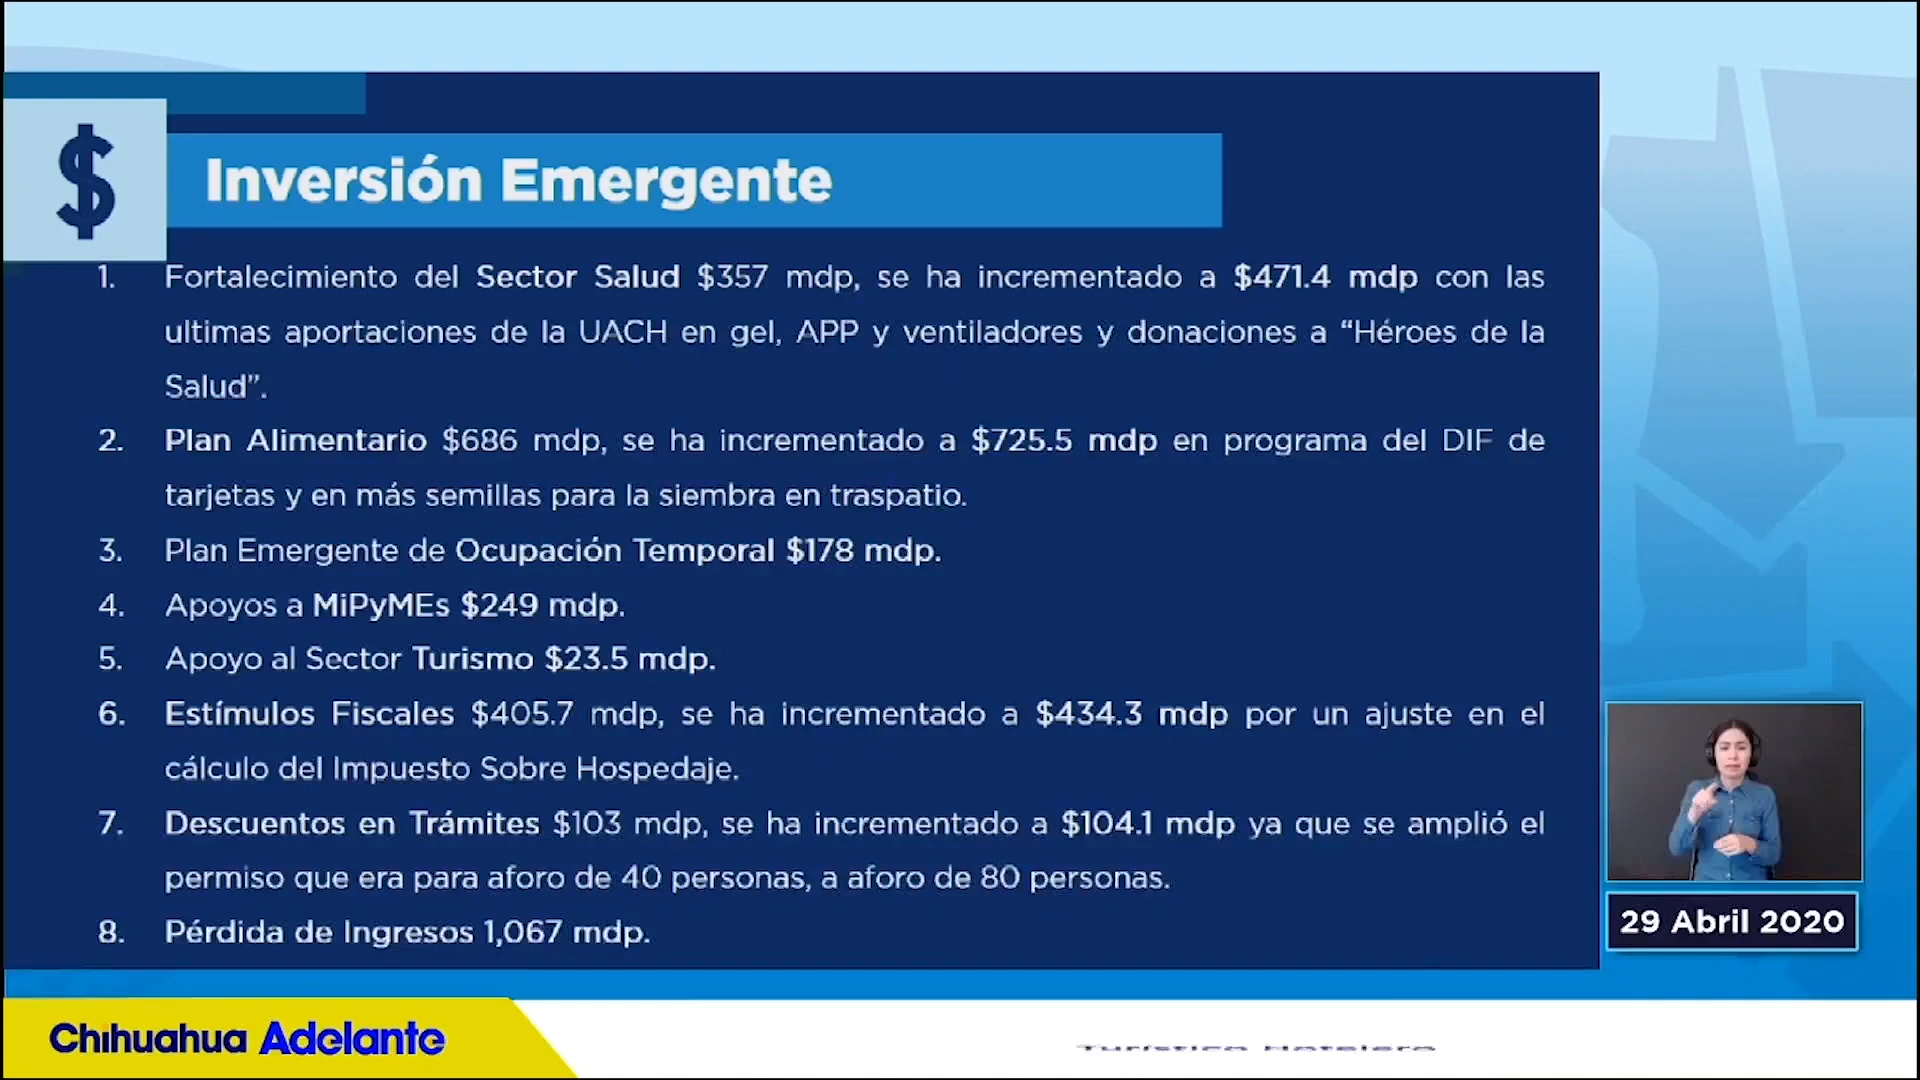 $
Inversión Emergente
1. Fortalecimiento del Sector Salud $357 mdp, se ha incrementado a $471.4 mdp con las
ultimas aportaciones de la UACH en gel, APP y ventiladores y donaciones a “Héroes de la
Salud”.
2. Plan Alimentario $686 mdp, se ha incrementado a $725.5 mdp en programa del DIF de
tarjetas y en más semillas para la siembra en traspatio.
3. Plan Emergente de Ocupación Temporal $178 mdp.
4. Apoyos a MiPyMEs $249 mdp.
5. Apoyo al Sector Turismo $23.5 mdp.
6. Estímulos Fiscales $405.7 mdp, se ha incrementado a $434.3 mdp por un ajuste en el
cálculo del Impuesto Sobre Hospedaje.
7. Descuentos en Trámites $103 mdp, se ha incrementado a $104.1 mdp ya que se amplió el
permiso que era para aforo de 40 personas, a aforo de 80 personas.
8. Pérdida de Ingresos 1,067 mdp.
29 Abril 2020
Chihuahua Adelante